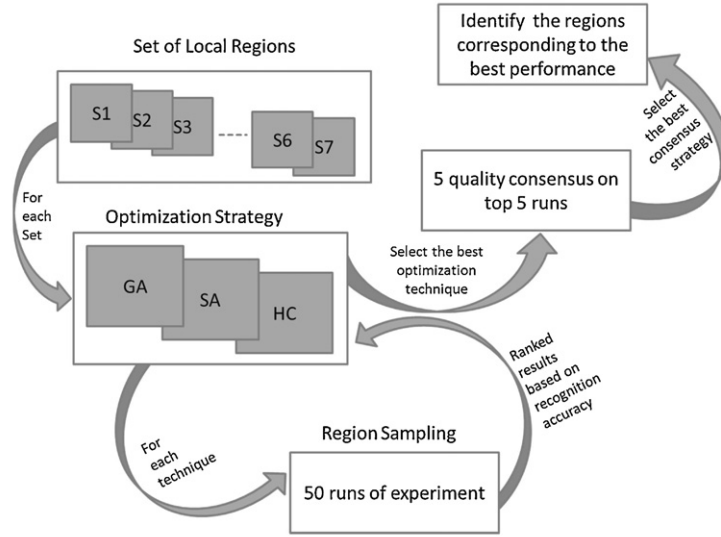 Set of Local Regions
S1
S2
S3
S6
S7
For
each
Set
Optimization Strategy
GA
SA
HC
For
each
technique
Region Sampling
50 runs of experiment
Ranked
results
based on
recognition
accuracy
Select the best
optimization
technique
5 quality consensus on
top 5 runs
Select
the best
consensus
strategy
Identify the regions
corresponding to the
best performance